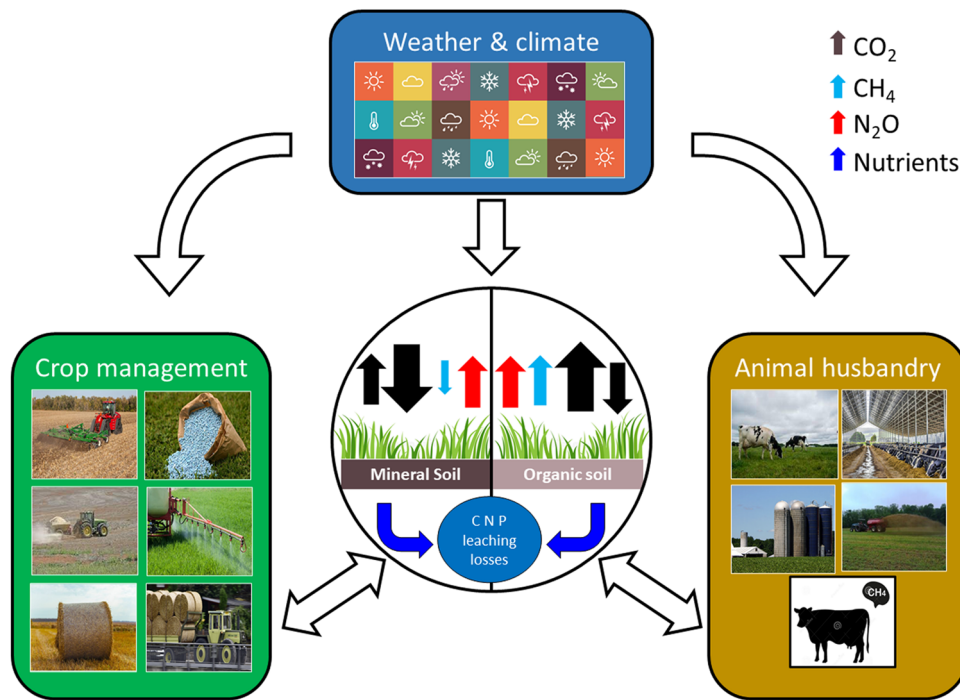 Weather & climate
CO₂
CH₄
N₂O
Nutrients
Crop management
Animal husbandry
Mineral Soil
Organic soil
C N P
leaching
losses
CH₄